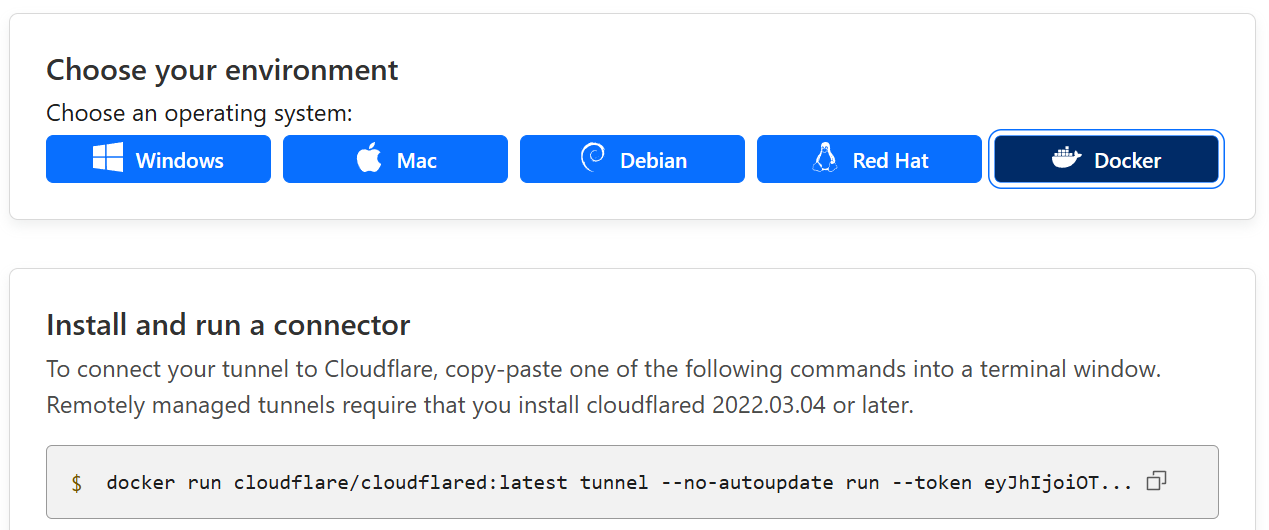 Choose your environment
Choose an operating system:
Windows Mac Debian Red Hat Docker
Install and run a connector
To connect your tunnel to Cloudflare, copy-paste one of the following commands into a terminal window.
Remotely managed tunnels require that you install cloudflared 2022.03.04 or later.
$ docker run cloudflare/cloudflared:latest tunnel --no-autoupdate run --token eyJhIjoiOT...